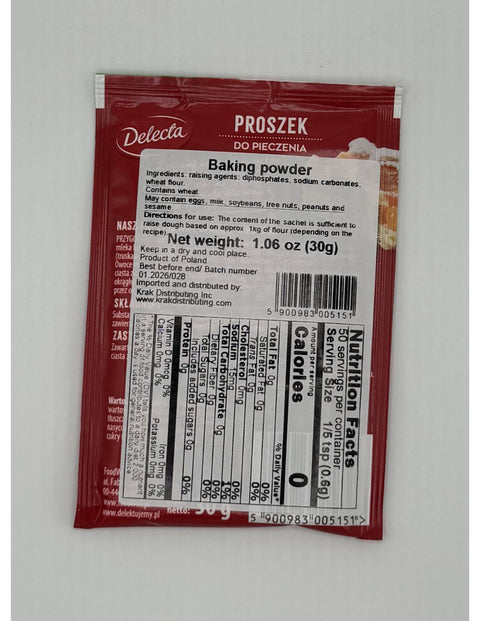 Delecta
PROSZEK
DO PIECZENIA
Baking powder
Ingredients: raising agents: diphosphates, sodium carbonates;
wheat flour.
Contains wheat
May contain eggs, milk, soybeans, tree nuts, peanuts and
sesame.
Directions for use: The content of the sachet is sufficient to
raise dough based on approx 1kg of flour (depending on the
recipe)
Net weight: 1.06 oz (30g)
Keep in a dry and cool place.
Product of Poland
Best before end/ Batch number
01.2026/028
Imported and distributed by:
Krak Distributing Inc
www.krakdistributing.com
5 900983 005151
Nutrition Facts
50 servings per container
Serving Size 1/5 tsp (0.6g)
Amount per serving
Calories 0
% Daily Value*
Total Fat 0g 0%
Saturated Fat 0g 0%
Trans Fat 0g
Cholesterol 0mg 0%
Sodium 15mg 1%
Total Carbohydrate 0g 0%
Dietary Fiber 0g 0%
Total Sugars 0g
Includes added sugars 0g 0%
Protein 0g 0%
Vitamin D 0mg 0% Iron 0mg 0%
Calcium 0mg 0% Potassium 0mg 0%
5 900983 005151 >
www.delektujemy.pl
netto: 30 g